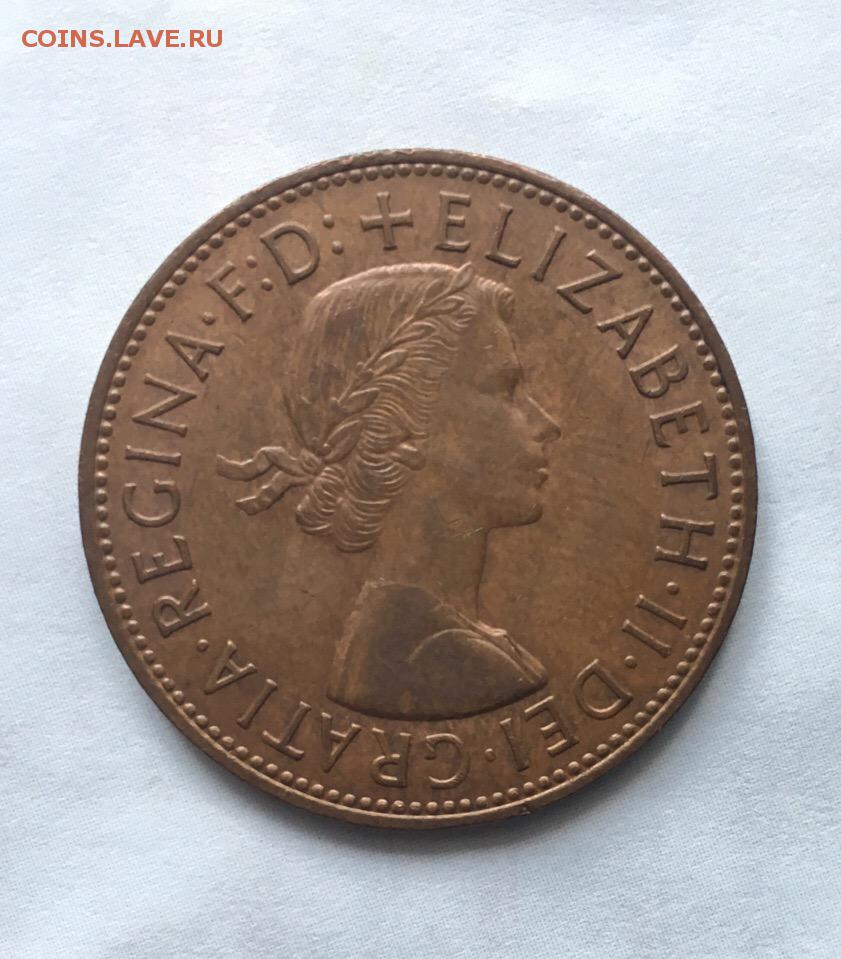 COINS.LAVE.RU
+ ELIZABETH · II · DEI · GRATIA · REGINA · F: D: